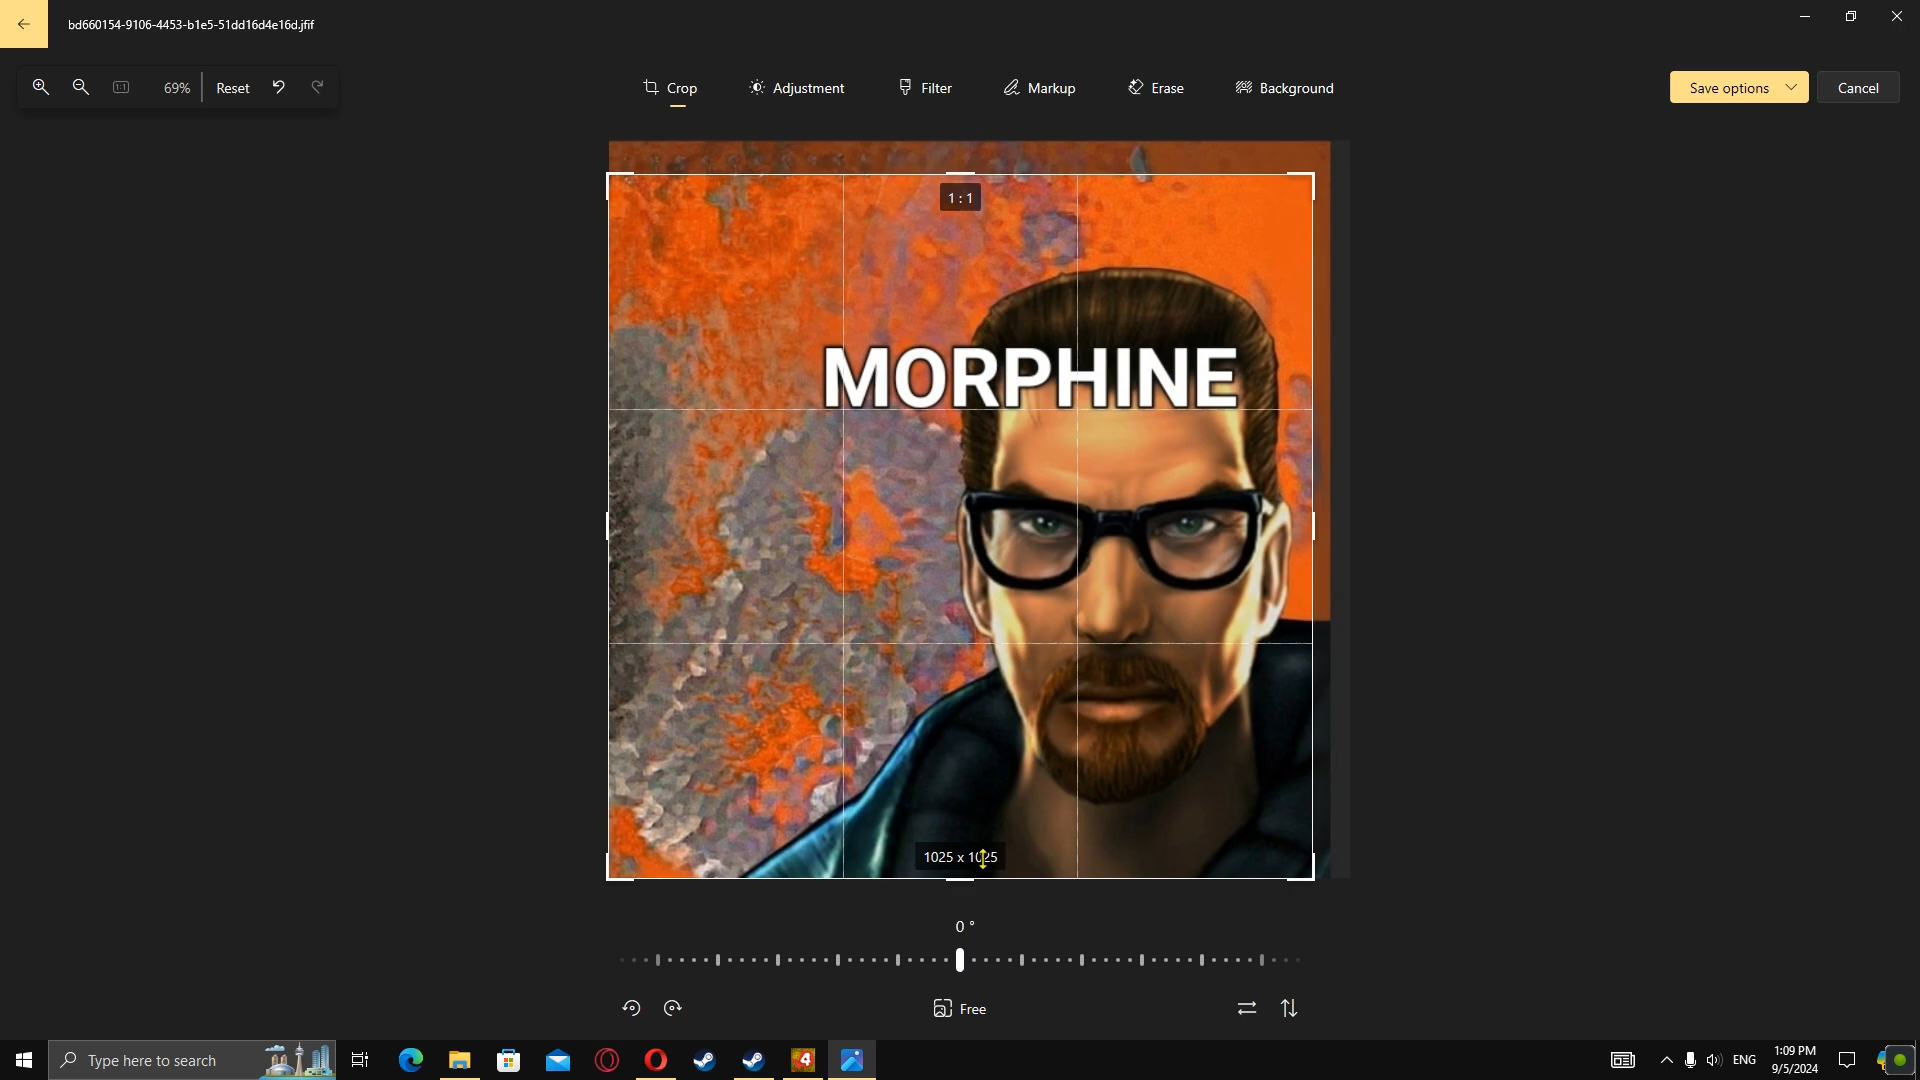 bd660154-9106-4453-b1e5-51dd16d4e16d.jfif
69% Reset
Crop Adjustment Filter Markup Erase Background
Save options Cancel
1 : 1
MORPHINE
1025 x 1025
0 °
Free
Type here to search
4
ENG
1:09 PM
9/5/2024